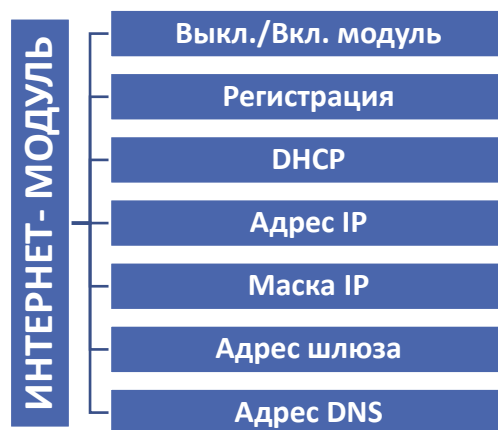 ИНТЕРНЕТ- МОДУЛЬ
Выкл./Вкл. модуль
Регистрация
DHCP
Адрес IP
Маска IP
Адрес шлюза
Адрес DNS